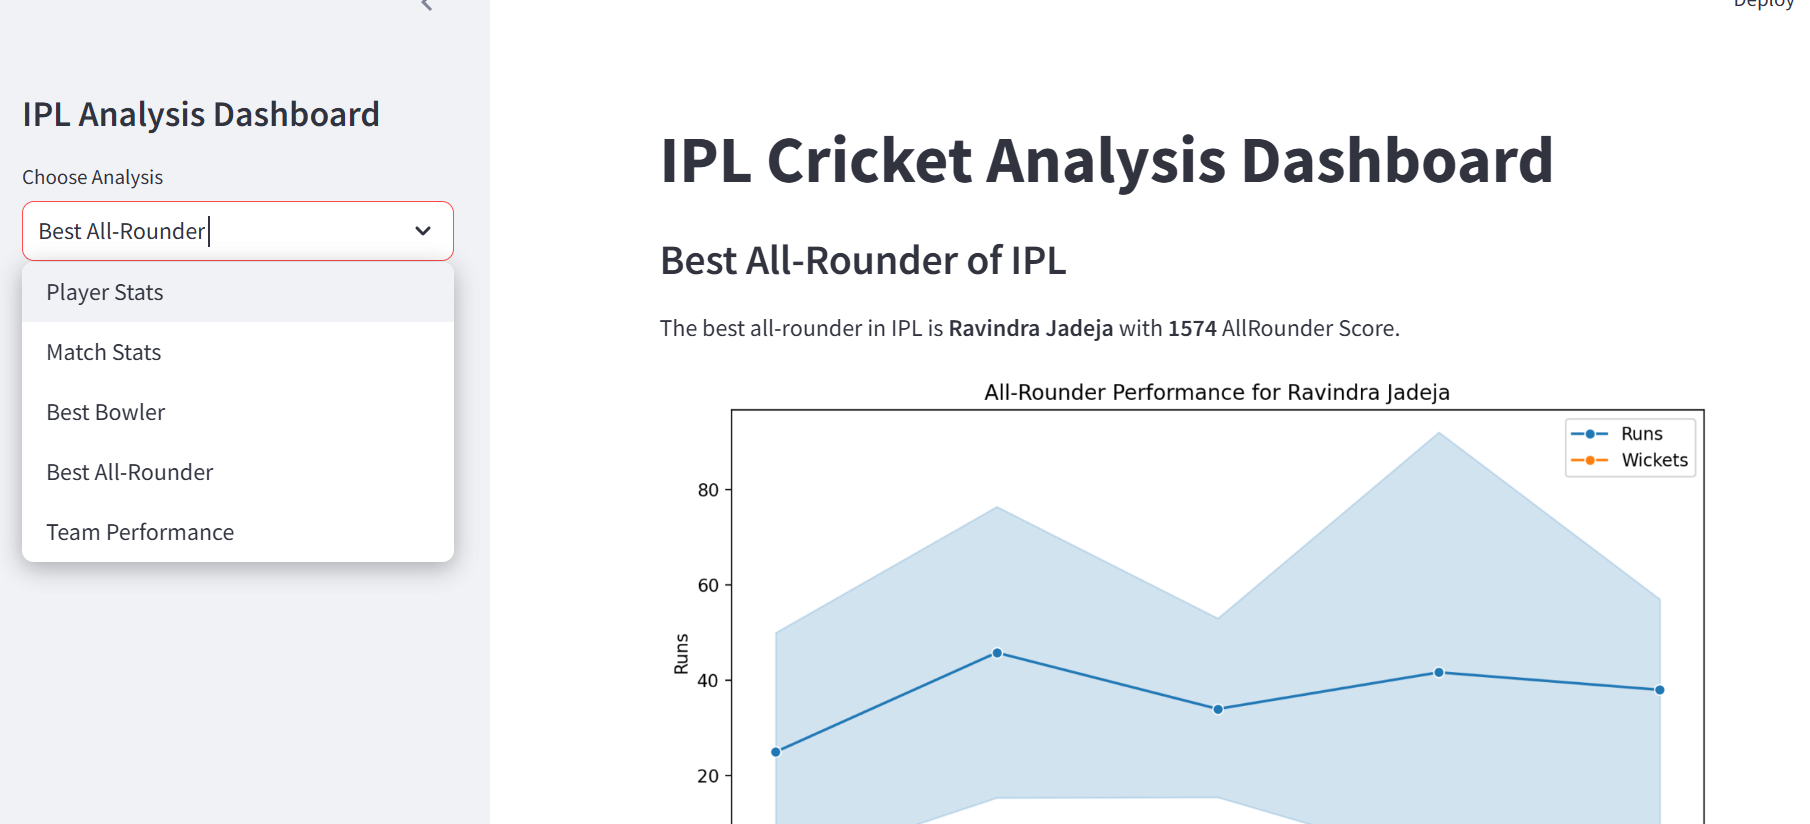 Deploy
IPL Analysis Dashboard
Choose Analysis
Best All-Rounder
Player Stats
Match Stats
Best Bowler
Best All-Rounder
Team Performance
IPL Cricket Analysis Dashboard
Best All-Rounder of IPL
The best all-rounder in IPL is Ravindra Jadeja with 1574 AllRounder Score.
All-Rounder Performance for Ravindra Jadeja
Runs
Wickets
80
60
40
20
Runs